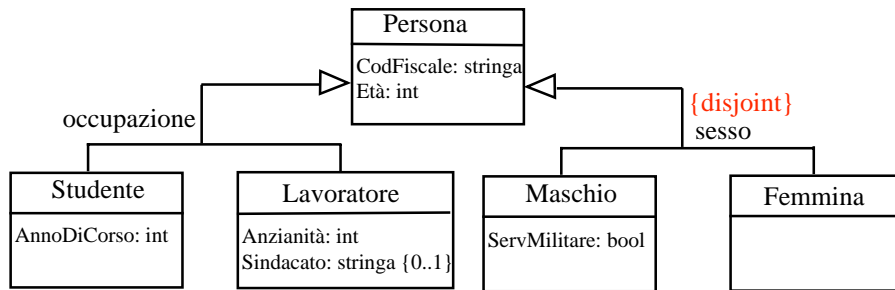 Persona
CodFiscale: stringa
Età: int
occupazione
{disjoint}
sesso
Studente
AnnoDiCorso: int
Lavoratore
Anzianità: int
Sindacato: stringa {0..1}
Maschio
ServMilitare: bool
Femmina